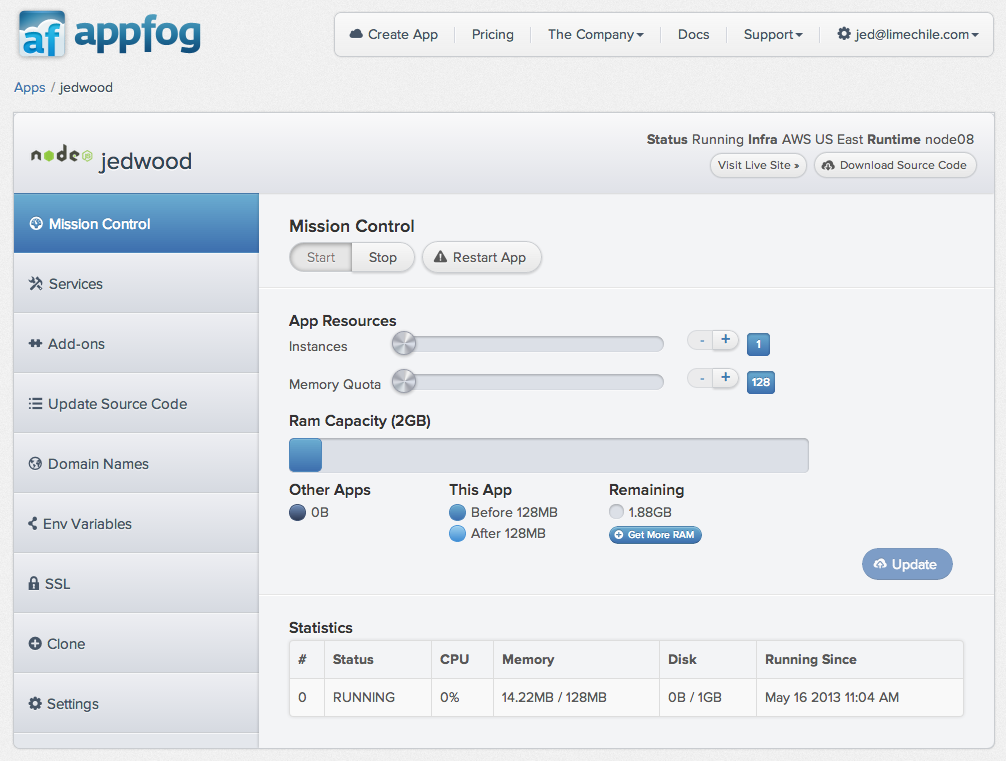 af appfog
Create App Pricing The Company Docs Support jed@limechile.com
Apps / jedwood
node JS jedwood
Status Running Infra AWS US East Runtime node08
Visit Live Site » Download Source Code
Mission Control
Services
Add-ons
Update Source Code
Domain Names
Env Variables
SSL
Clone
Settings
Mission Control
Start Stop Restart App
App Resources
Instances - + 1
Memory Quota - + 128
Ram Capacity (2GB)
Other Apps This App Remaining
0B Before 128MB 1.88GB
After 128MB Get More RAM
Update
Statistics
# Status CPU Memory Disk Running Since
0 RUNNING 0% 14.22MB / 128MB 0B / 1GB May 16 2013 11:04 AM